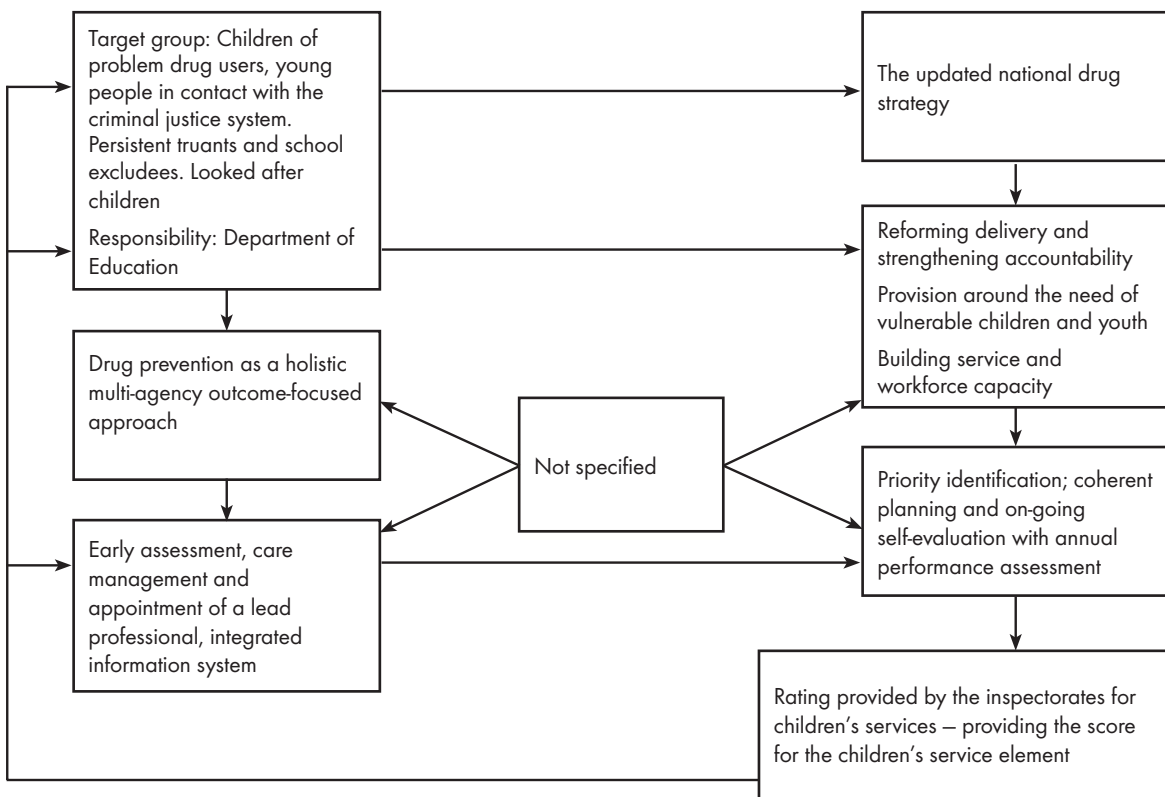 Target group: Children of
problem drug users, young
people in contact with the
criminal justice system.
Persistent truants and school
excludees. Looked after
children
Responsibility: Department of
Education
The updated national drug
strategy
Reforming delivery and
strengthening accountability
Provision around the need of
vulnerable children and youth
Building service and
workforce capacity
Drug prevention as a holistic
multi-agency outcome-focused
approach
Not specified
Priority identification; coherent
planning and on-going
self-evaluation with annual
performance assessment
Early assessment, care
management and
appointment of a lead
professional, integrated
information system
Rating provided by the inspectorates for
children’s services – providing the score
for the children’s service element